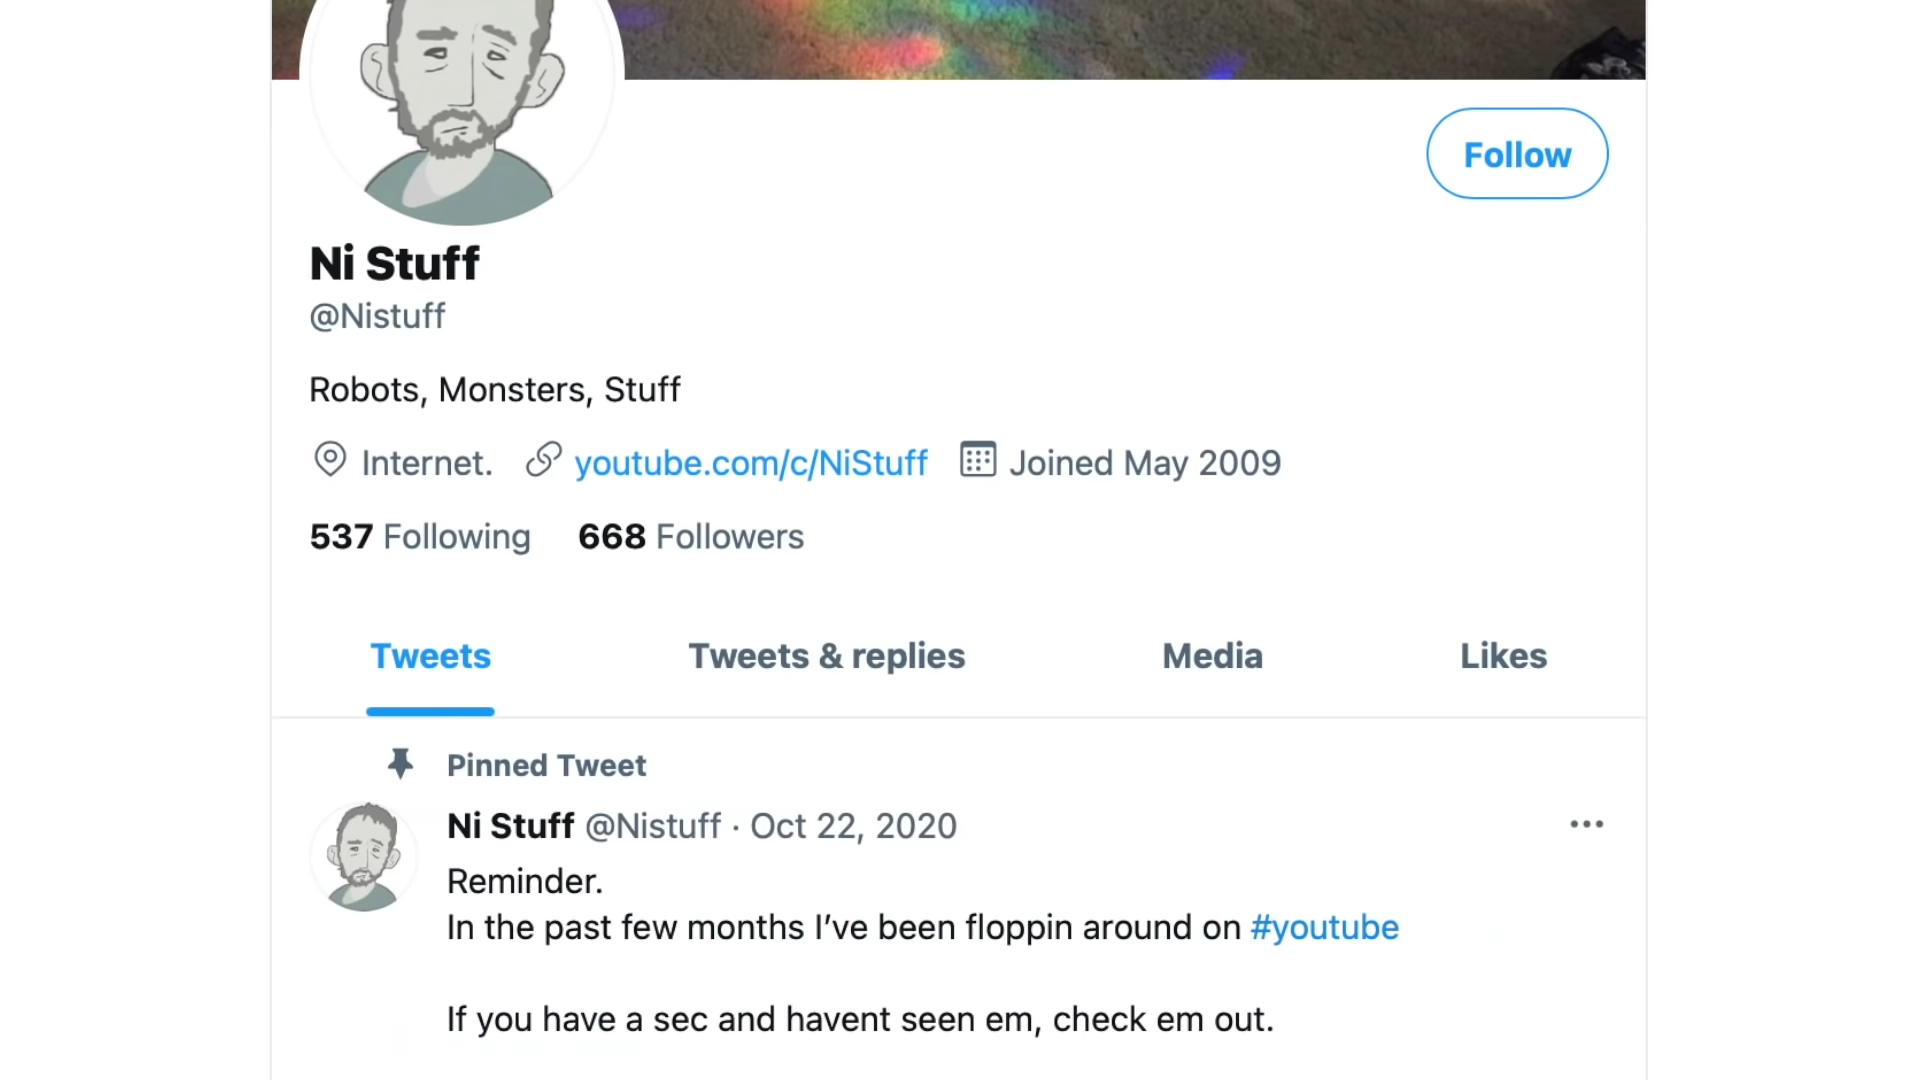 Follow
Ni Stuff
@Nistuff
Robots, Monsters, Stuff
Internet. youtube.com/c/NiStuff Joined May 2009
537 Following 668 Followers
Tweets Tweets & replies Media Likes
Pinned Tweet
Ni Stuff @Nistuff · Oct 22, 2020
Reminder.
In the past few months I’ve been floppin around on #youtube
If you have a sec and havent seen em, check em out.